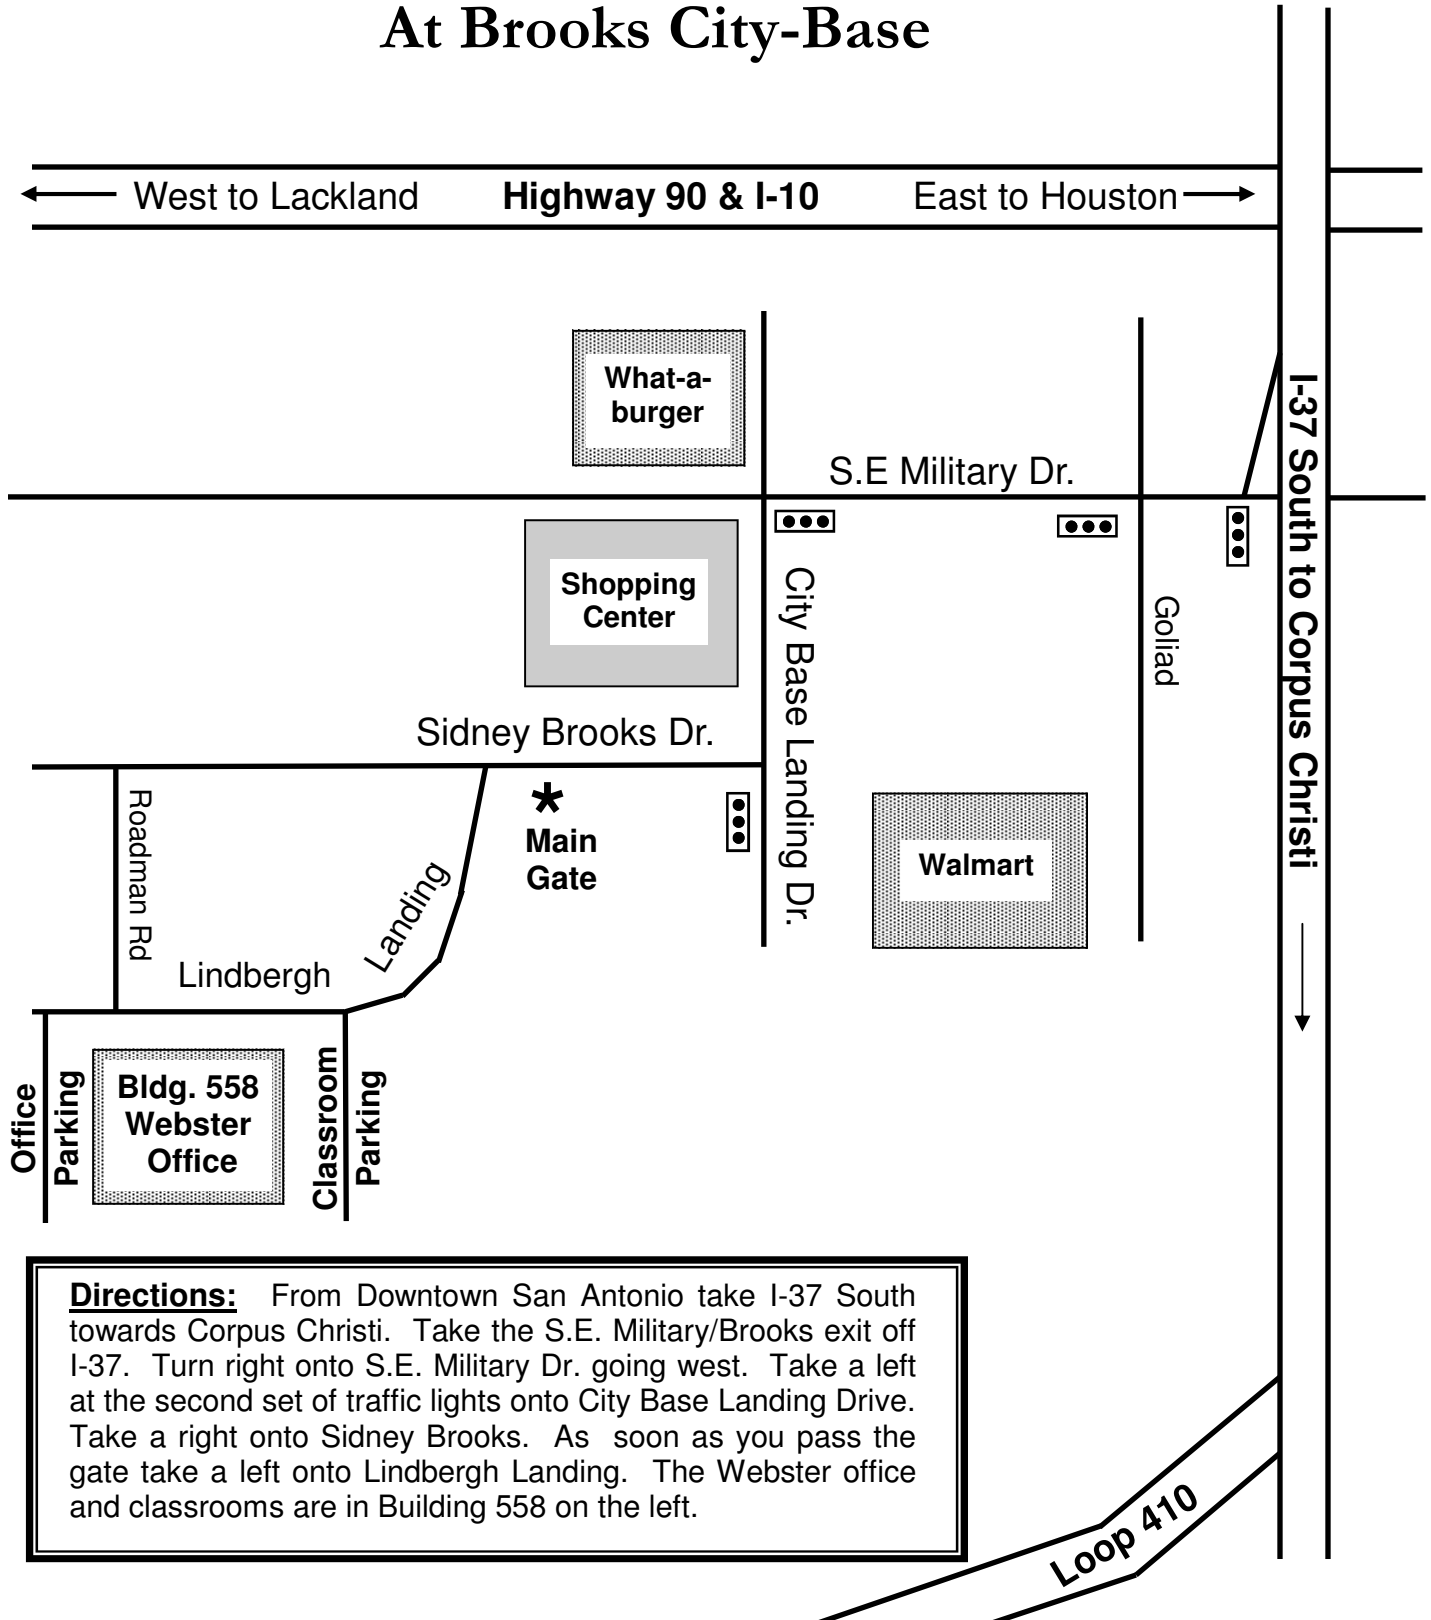 At Brooks City-Base
West to Lackland
Highway 90 & I-10
East to Houston
What-a-
burger
S.E Military Dr.
I-37 South to Corpus Christi
Shopping
Center
City Base Landing Dr.
Goliad
Sidney Brooks Dr.
*
Main
Gate
Walmart
Roadman Rd
Landing
Lindbergh
Office
Parking
Bldg. 558
Webster
Office
Classroom
Parking
Directions: From Downtown San Antonio take I-37 South
towards Corpus Christi. Take the S.E. Military/Brooks exit off
I-37. Turn right onto S.E. Military Dr. going west. Take a left
at the second set of traffic lights onto City Base Landing Drive.
Take a right onto Sidney Brooks. As soon as you pass the
gate take a left onto Lindbergh Landing. The Webster office
and classrooms are in Building 558 on the left.
Loop 410